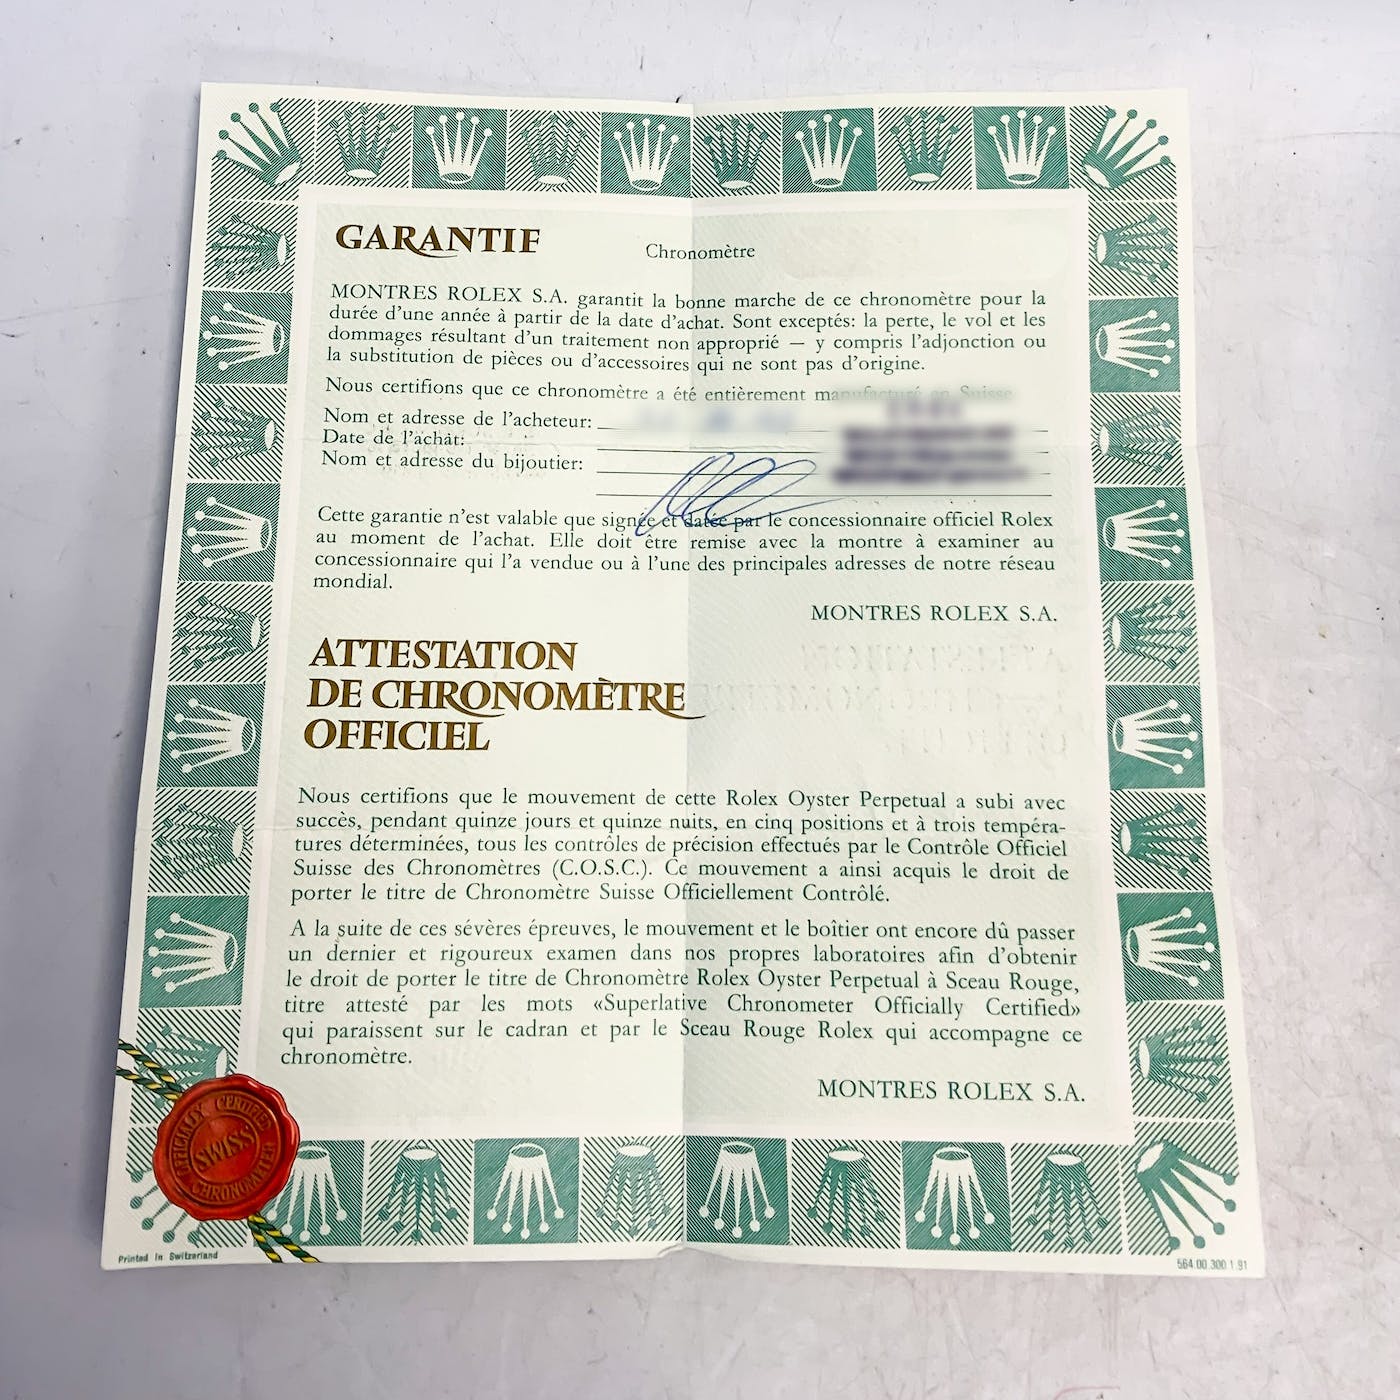 GARANTIE
Chronomètre
MONTRES ROLEX S.A. garantit la bonne marche de ce chronomètre pour la
durée d'une année à partir de la date d'achat. Sont exceptés: la perte, le vol et les
dommages résultant d'un traitement non approprié — y compris l'adjonction ou
la substitution de pièces ou d'accessoires qui ne sont pas d'origine.
Nous certifions que ce chronomètre a été entièrement manufacturé en Suisse
Nom et adresse de l'acheteur:
Date de l'achat:
Nom et adresse du bijoutier:
Cette garantie n'est valable que signée et datée par le concessionnaire officiel Rolex
au moment de l'achat. Elle doit être remise avec la montre à examiner au
concessionnaire qui l'a vendue ou à l'une des principales adresses de notre réseau
mondial.
MONTRES ROLEX S.A.
ATTESTATION
DE CHRONOMÈTRE
OFFICIEL
Nous certifions que le mouvement de cette Rolex Oyster Perpetual a subi avec
succès, pendant quinze jours et quinze nuits, en cinq positions et à trois tempéra-
tures déterminées, tous les contrôles de précision effectués par le Contrôle Officiel
Suisse des Chronomètres (C.O.S.C.). Ce mouvement a ainsi acquis le droit de
porter le titre de Chronomètre Suisse Officiellement Contrôlé.
A la suite de ces sévères épreuves, le mouvement et le boîtier ont encore dû passer
un dernier et rigoureux examen dans nos propres laboratoires afin d'obtenir
le droit de porter le titre de Chronomètre Rolex Oyster Perpetual à Sceau Rouge,
titre attesté par les mots «Superlative Chronometer Officially Certified»
qui paraissent sur le cadran et par le Sceau Rouge Rolex qui accompagne ce
chronomètre.
MONTRES ROLEX S.A.
OFFICIALLY CERTIFIED
SWISS
CHRONOMETER
Printed in Switzerland
564.00.300.1.91